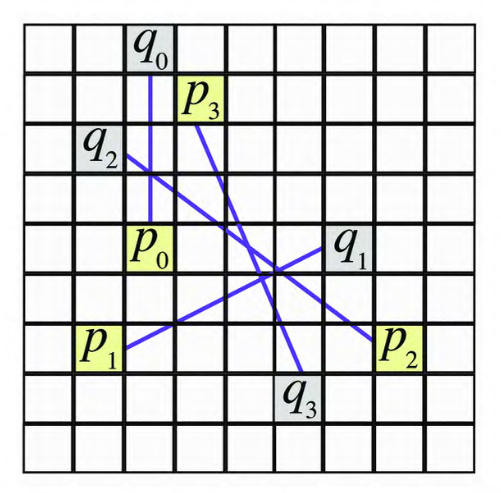 q₀
p₃
q₂
p₀ q₁
p₁ p₂
q₃